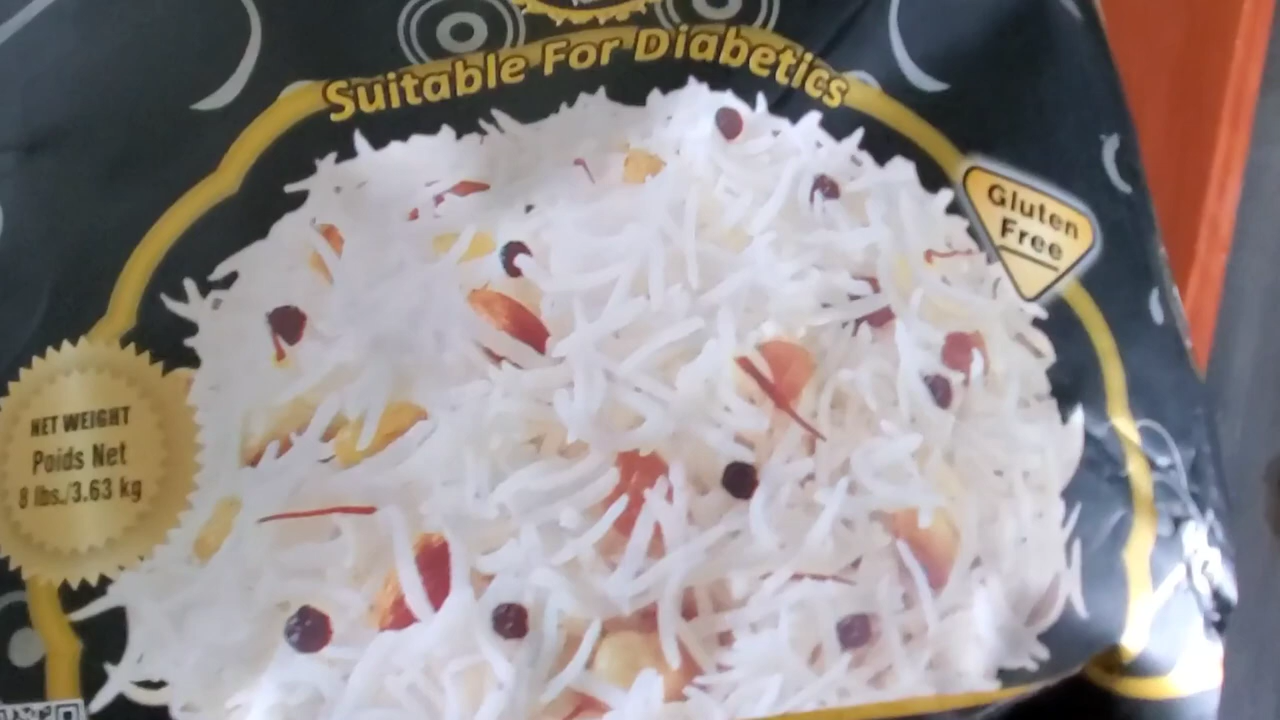 Suitable For Diabetics
Gluten
Free
NET WEIGHT
Poids Net
8 lbs./3.63 kg